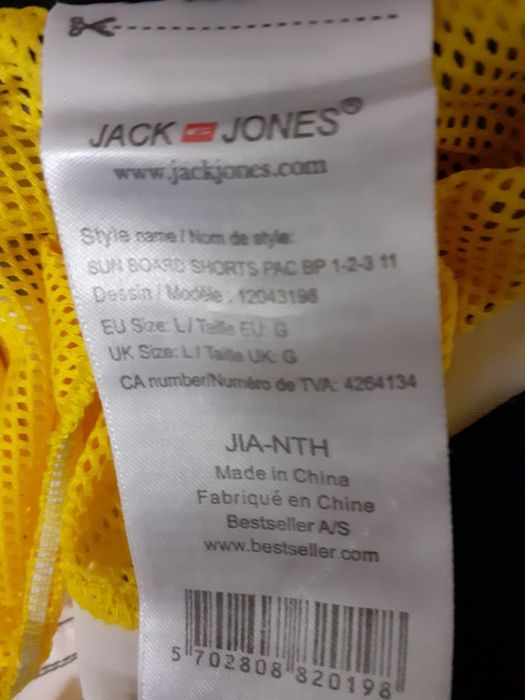 JACK JONES®
www.jackjones.com
Style name / Nom de style:
SUN BOARD SHORTS PAC BP 1-2-3 11
Dessin / Modèle : 12043196
EU Size: L / Taille EU: G
UK Size: L / Taille UK: G
CA number/Numéro de TVA: 4264134
JIA-NTH
Made in China
Fabriqué en Chine
Bestseller A/S
www.bestseller.com
5 702808 820198